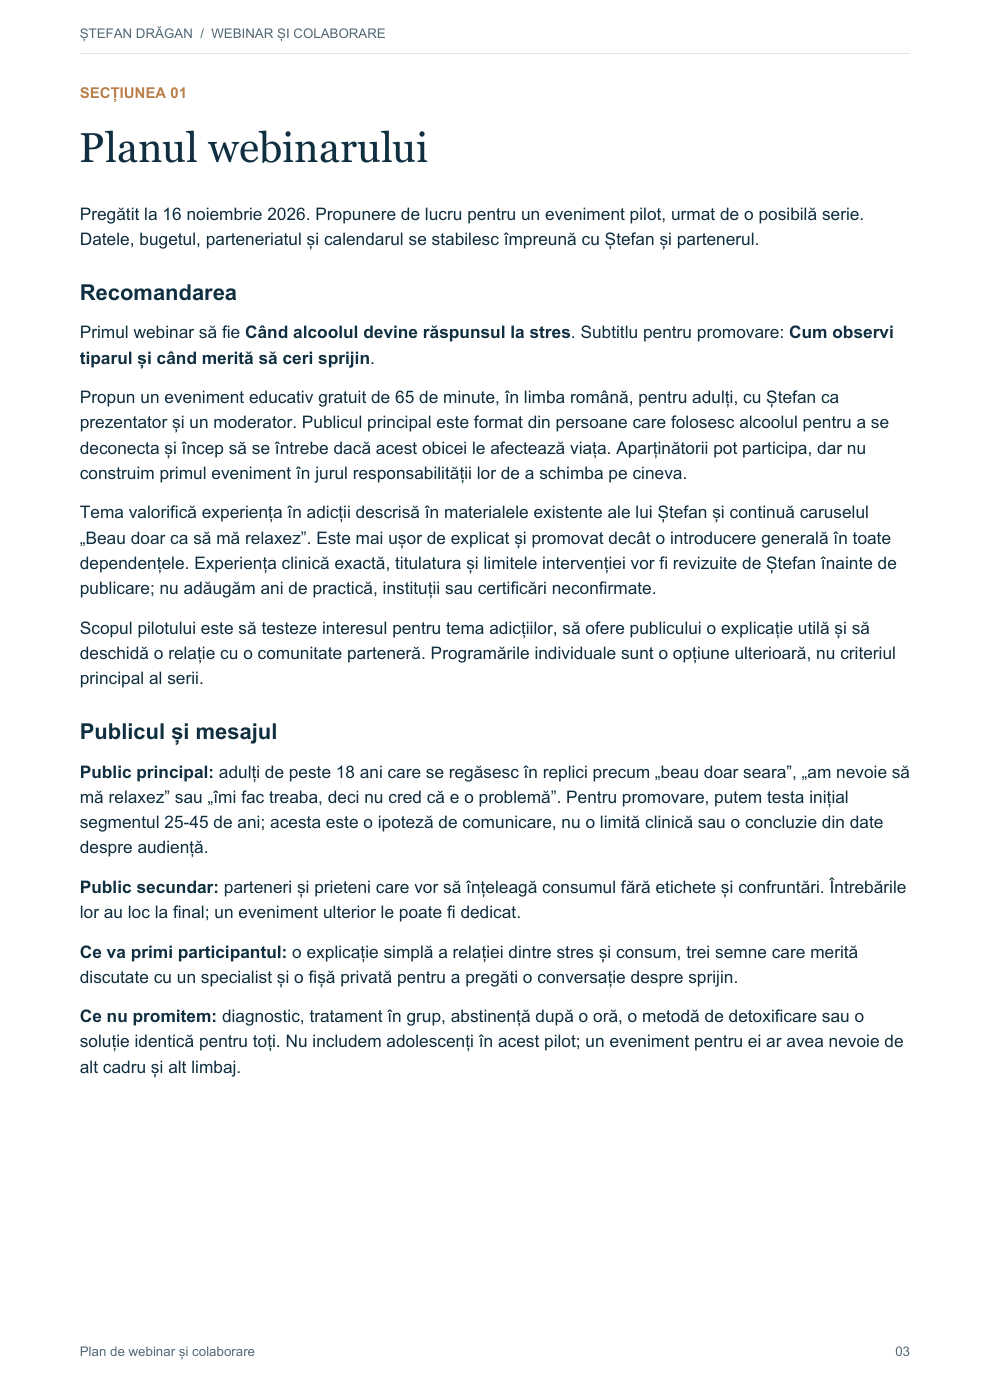 ȘTEFAN DRĂGAN / WEBINAR ȘI COLABORARE
SECȚIUNEA 01
Planul webinarului
Pregătit la 16 noiembrie 2026. Propunere de lucru pentru un eveniment pilot, urmat de o posibilă serie.
Datele, bugetul, parteneriatul și calendarul se stabilesc împreună cu Ștefan și partenerul.
Recomandarea
Primul webinar să fie Când alcoolul devine răspunsul la stres. Subtitlu pentru promovare: Cum observi
tiparul și când merită să ceri sprijin.
Propun un eveniment educativ gratuit de 65 de minute, în limba română, pentru adulți, cu Ștefan ca
prezentator și un moderator. Publicul principal este format din persoane care folosesc alcoolul pentru a se
deconecta și încep să se întrebe dacă acest obicei le afectează viața. Aparținătorii pot participa, dar nu
construim primul eveniment în jurul responsabilității lor de a schimba pe cineva.
Tema valorifică experiența în adicții descrisă în materialele existente ale lui Ștefan și continuă caruselul
„Beau doar ca să mă relaxez”. Este mai ușor de explicat și promovat decât o introducere generală în toate
dependențele. Experiența clinică exactă, titulatura și limitele intervenției vor fi revizuite de Ștefan înainte de
publicare; nu adăugăm ani de practică, instituții sau certificări neconfirmate.
Scopul pilotului este să testeze interesul pentru tema adicțiilor, să ofere publicului o explicație utilă și să
deschidă o relație cu o comunitate parteneră. Programările individuale sunt o opțiune ulterioară, nu criteriul
principal al serii.
Publicul și mesajul
Public principal: adulți de peste 18 ani care se regăsesc în replici precum „beau doar seara”, „am nevoie să
mă relaxez” sau „îmi fac treaba, deci nu cred că e o problemă”. Pentru promovare, putem testa inițial
segmentul 25-45 de ani; acesta este o ipoteză de comunicare, nu o limită clinică sau o concluzie din date
despre audiență.
Public secundar: parteneri și prieteni care vor să înțeleagă consumul fără etichete și confruntări. Întrebările
lor au loc la final; un eveniment ulterior le poate fi dedicat.
Ce va primi participantul: o explicație simplă a relației dintre stres și consum, trei semne care merită
discutate cu un specialist și o fișă privată pentru a pregăti o conversație despre sprijin.
Ce nu promitem: diagnostic, tratament în grup, abstinență după o oră, o metodă de detoxificare sau o
soluție identică pentru toți. Nu includem adolescenți în acest pilot; un eveniment pentru ei ar avea nevoie de
alt cadru și alt limbaj.
Plan de webinar și colaborare
03